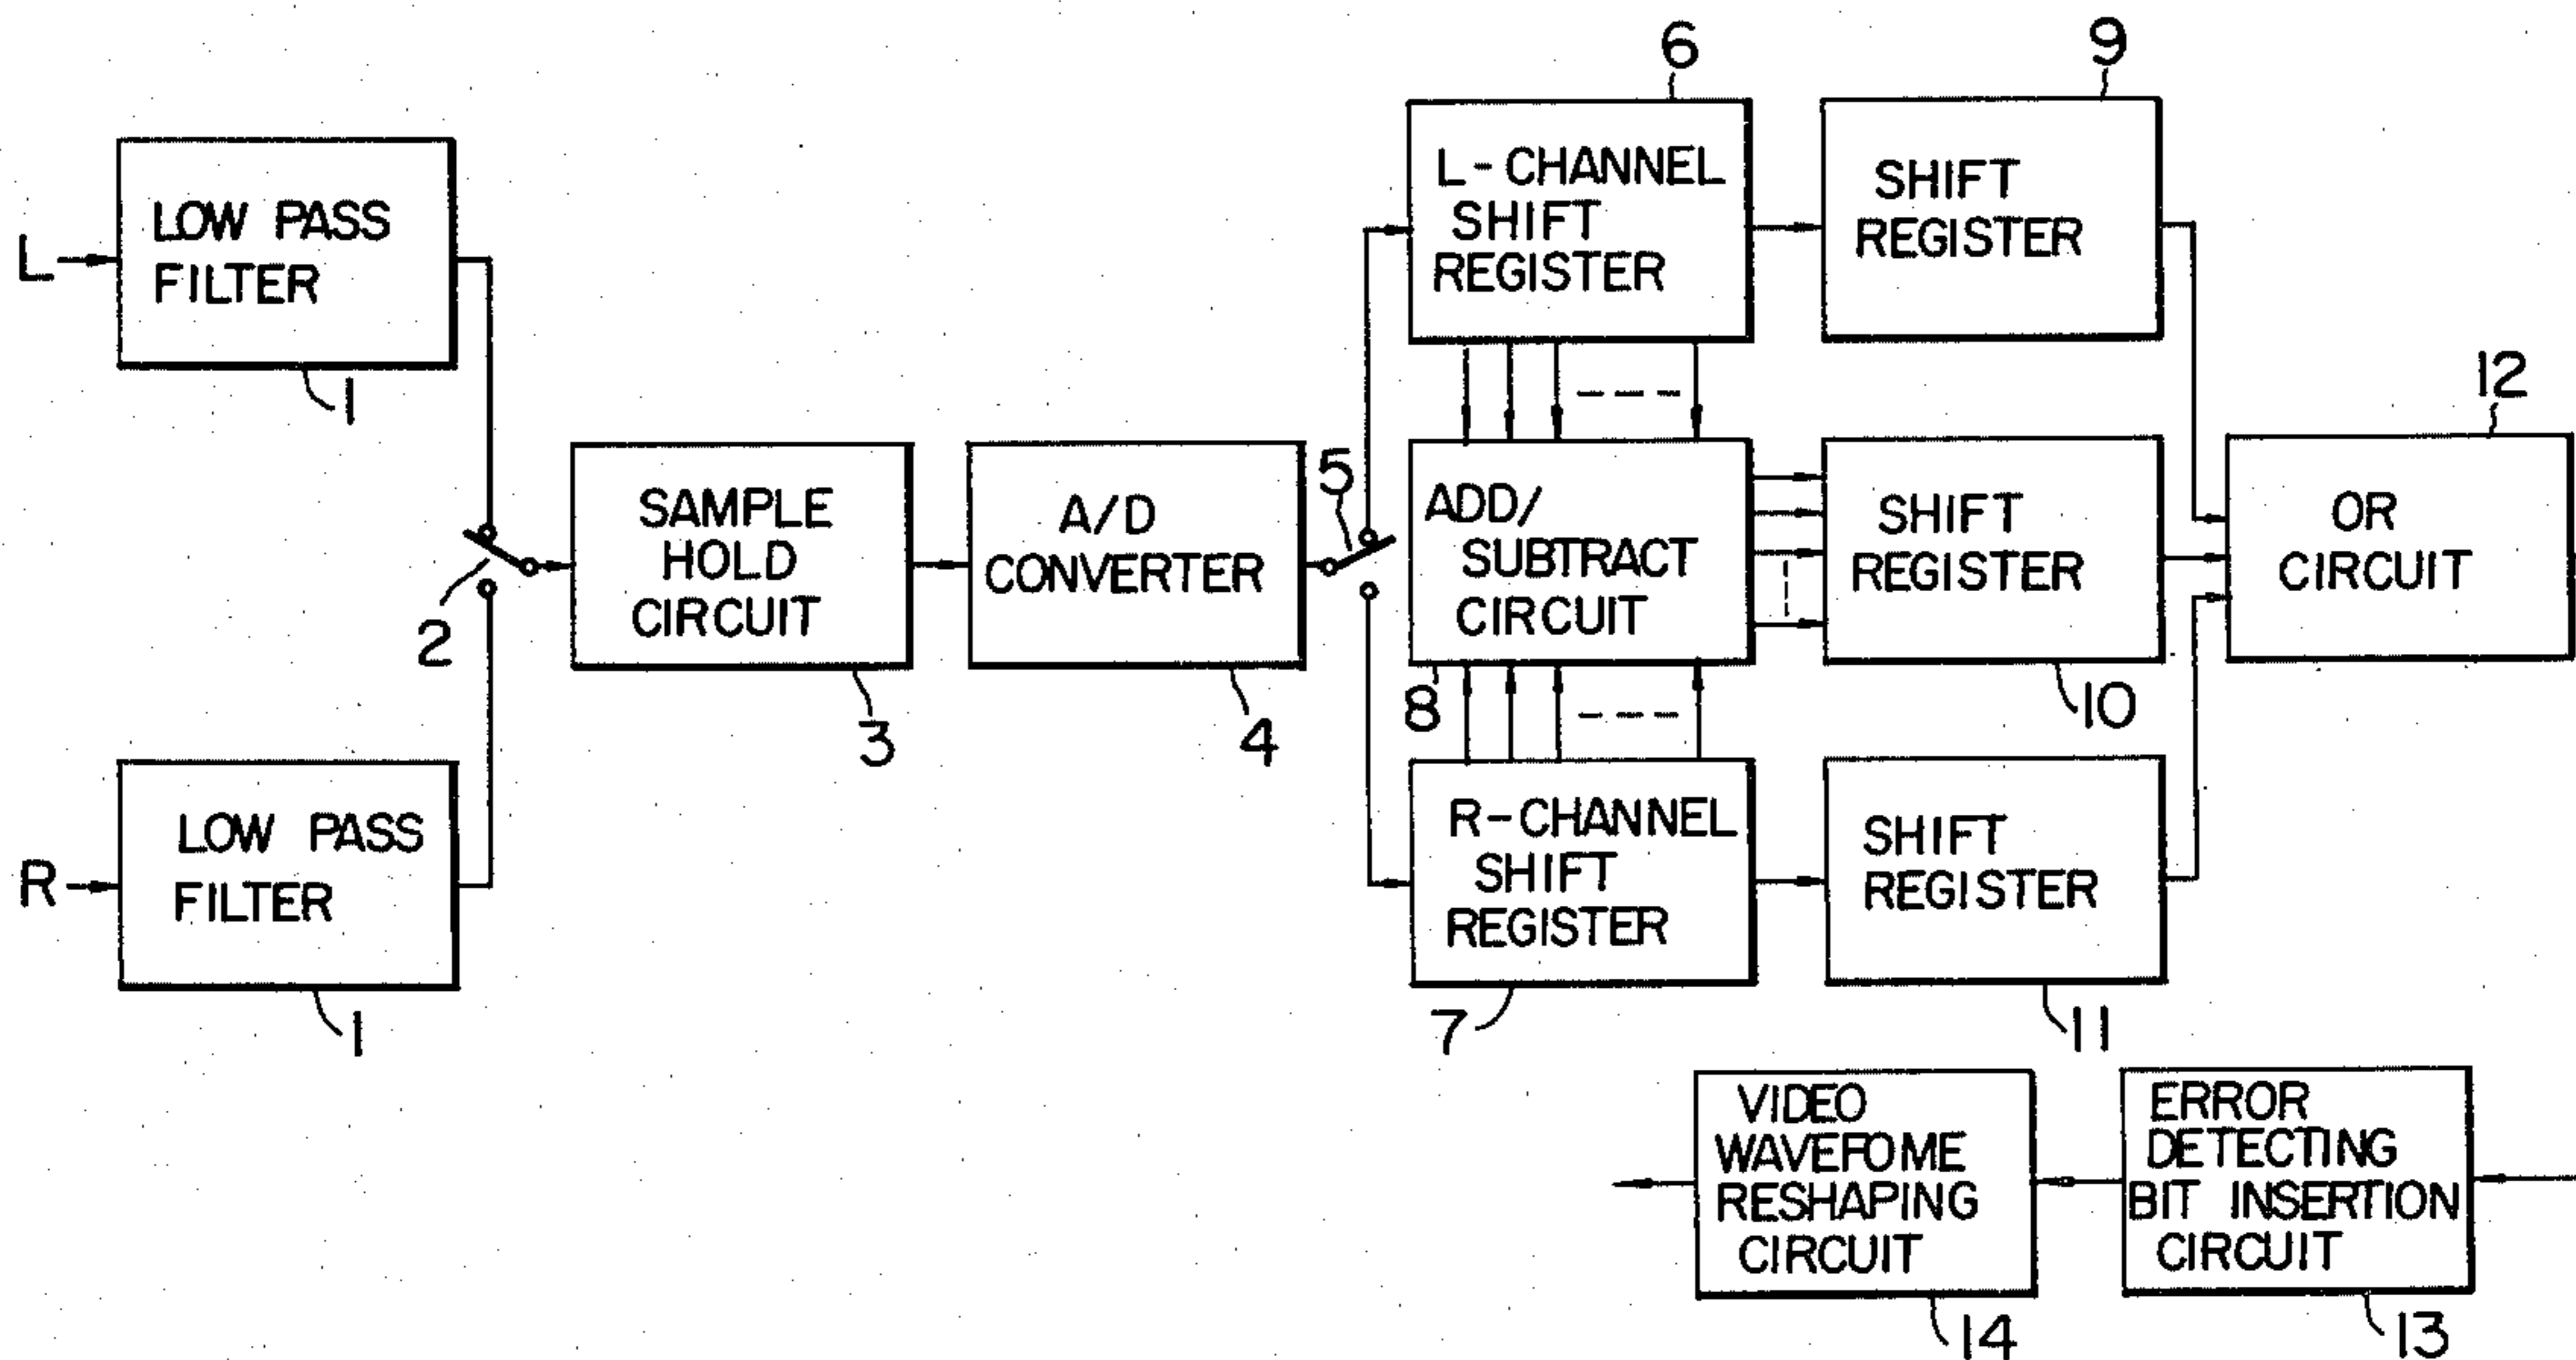 L
LOW PASS
FILTER
1
R
LOW PASS
FILTER
1
2
SAMPLE
HOLD
CIRCUIT
3
A/D
CONVERTER
4
5
6
L-CHANNEL
SHIFT
REGISTER
ADD/
SUBTRACT
CIRCUIT
8
R-CHANNEL
SHIFT
REGISTER
7
9
SHIFT
REGISTER
SHIFT
REGISTER
10
SHIFT
REGISTER
11
12
OR
CIRCUIT
ERROR
DETECTING
BIT INSERTION
CIRCUIT
13
VIDEO
WAVEFOME
RESHAPING
CIRCUIT
14